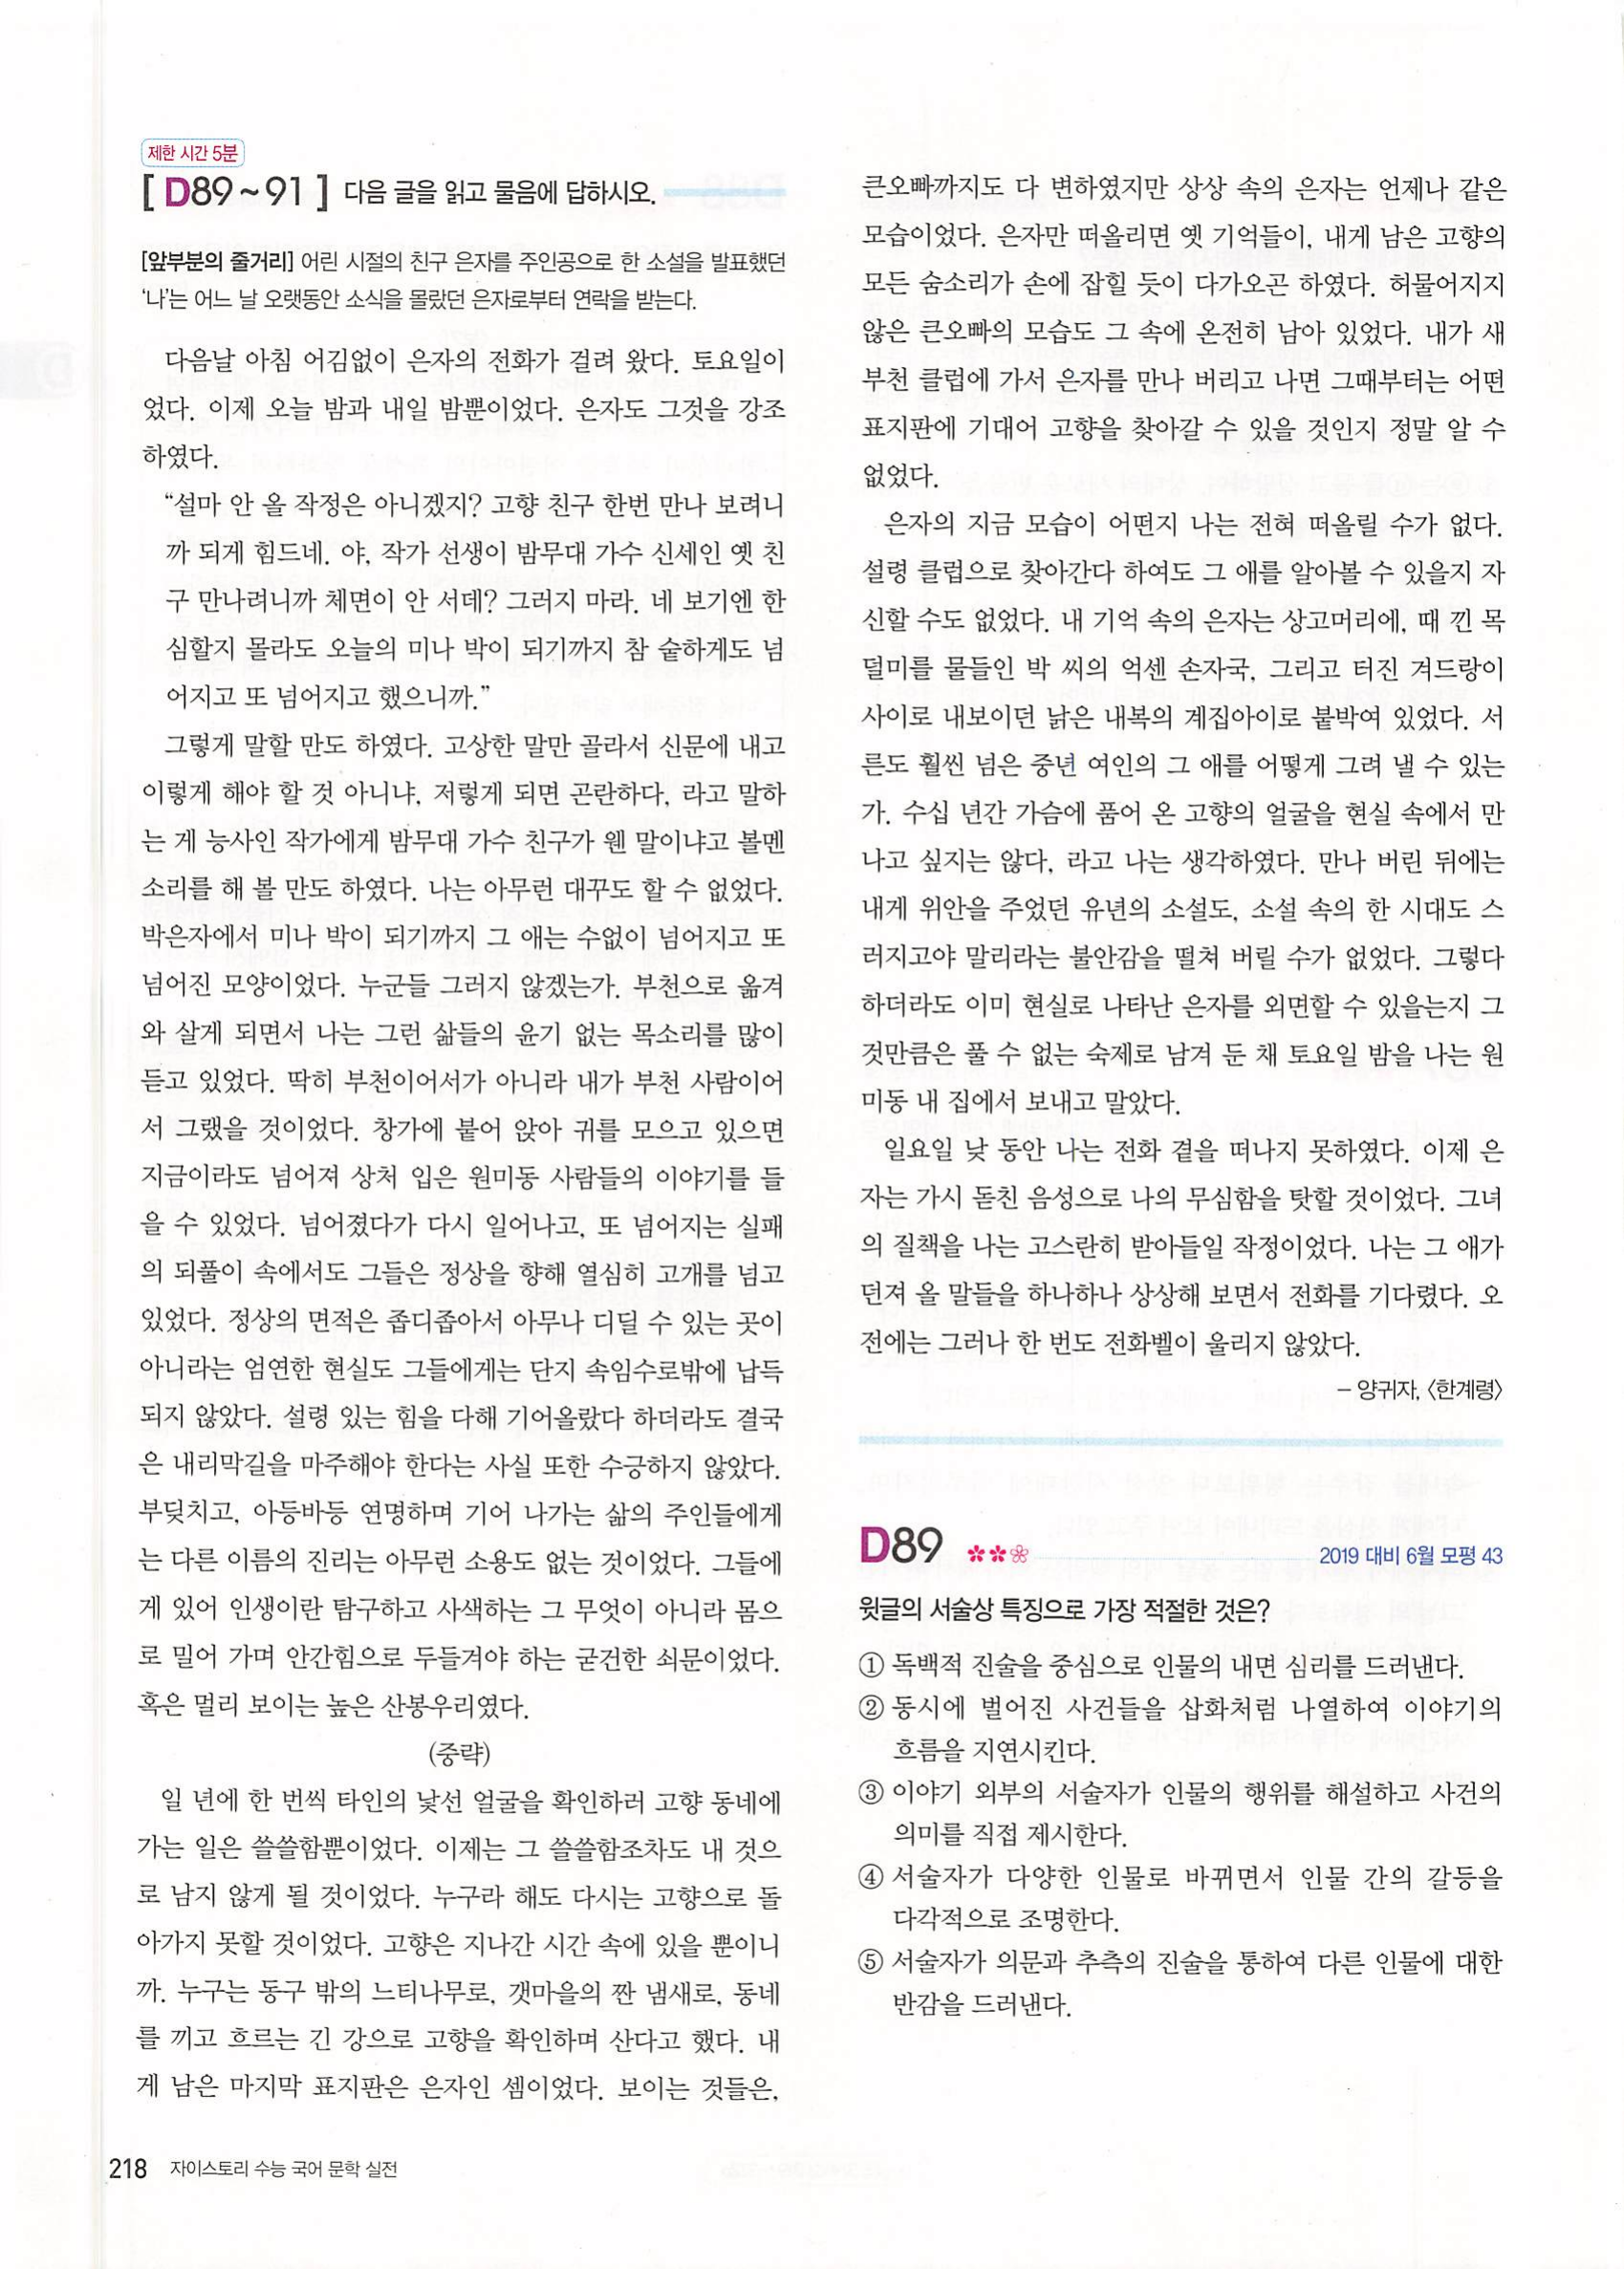 제한 시간 5분
[ D89~91 ] 다음 글을 읽고 물음에 답하시오.
[앞부분의 줄거리] 어린 시절의 친구 은자를 주인공으로 한 소설을 발표했던
‘나’는 어느 날 오랫동안 소식을 몰랐던 은자로부터 연락을 받는다.
다음날 아침 어김없이 은자의 전화가 걸려 왔다. 토요일이
었다. 이제 오늘 밤과 내일 밤뿐이었다. 은자도 그것을 강조
하였다.
“설마 안 올 작정은 아니겠지? 고향 친구 한번 만나 보려니
까 되게 힘드네. 야, 작가 선생이 밤무대 가수 신세인 옛 친
구 만나려니까 체면이 안 서데? 그러지 마라. 네 보기엔 한
심할지 몰라도 오늘의 미나 박이 되기까지 참 숱하게도 넘
어지고 또 넘어지고 했으니까.”
그렇게 말할 만도 하였다. 고상한 말만 골라서 신문에 내고
이렇게 해야 할 것 아니냐, 저렇게 되면 곤란하다, 라고 말하
는 게 능사인 작가에게 밤무대 가수 친구가 웬 말이냐고 볼멘
소리를 해 볼 만도 하였다. 나는 아무런 대꾸도 할 수 없었다.
박은자에서 미나 박이 되기까지 그 애는 수없이 넘어지고 또
넘어진 모양이었다. 누군들 그러지 않겠는가. 부천으로 옮겨
와 살게 되면서 나는 그런 삶들의 윤기 없는 목소리를 많이
듣고 있었다. 딱히 부천이어서가 아니라 내가 부천 사람이어
서 그랬을 것이었다. 창가에 붙어 앉아 귀를 모으고 있으면
지금이라도 넘어져 상처 입은 원미동 사람들의 이야기를 들
을 수 있었다. 넘어졌다가 다시 일어나고, 또 넘어지는 실패
의 되풀이 속에서도 그들은 정상을 향해 열심히 고개를 넘고
있었다. 정상의 면적은 좁디좁아서 아무나 디딜 수 있는 곳이
아니라는 엄연한 현실도 그들에게는 단지 속임수로밖에 납득
되지 않았다. 설령 있는 힘을 다해 기어올랐다 하더라도 결국
은 내리막길을 마주해야 한다는 사실 또한 수긍하지 않았다.
부딪치고, 아등바등 연명하며 기어 나가는 삶의 주인들에게
는 다른 이름의 진리는 아무런 소용도 없는 것이었다. 그들에
게 있어 인생이란 탐구하고 사색하는 그 무엇이 아니라 몸으
로 밀어 가며 안간힘으로 두들겨야 하는 굳건한 쇠문이었다.
혹은 멀리 보이는 높은 산봉우리였다.
(중략)
일 년에 한 번씩 타인의 낯선 얼굴을 확인하러 고향 동네에
가는 일은 쓸쓸함뿐이었다. 이제는 그 쓸쓸함조차도 내 것으
로 남지 않게 될 것이었다. 누구라 해도 다시는 고향으로 돌
아가지 못할 것이었다. 고향은 지나간 시간 속에 있을 뿐이니
까. 누구는 동구 밖의 느티나무로, 갯마을의 짠 냄새로, 동네
를 끼고 흐르는 긴 강으로 고향을 확인하며 산다고 했다. 내
게 남은 마지막 표지판은 은자인 셈이었다. 보이는 것들은,
큰오빠까지도 다 변하였지만 상상 속의 은자는 언제나 같은
모습이었다. 은자만 떠올리면 옛 기억들이, 내게 남은 고향의
모든 숨소리가 손에 잡힐 듯이 다가오곤 하였다. 허물어지지
않은 큰오빠의 모습도 그 속에 온전히 남아 있었다. 내가 새
부천 클럽에 가서 은자를 만나 버리고 나면 그때부터는 어떤
표지판에 기대어 고향을 찾아갈 수 있을 것인지 정말 알 수
없었다.
은자의 지금 모습이 어떤지 나는 전혀 떠올릴 수가 없다.
설령 클럽으로 찾아간다 하여도 그 애를 알아볼 수 있을지 자
신할 수도 없었다. 내 기억 속의 은자는 상고머리에, 때 낀 목
덜미를 물들인 박 씨의 억센 손자국, 그리고 터진 겨드랑이
사이로 내보이던 낡은 내복의 계집아이로 붙박여 있었다. 서
른도 훨씬 넘은 중년 여인의 그 애를 어떻게 그려 낼 수 있는
가. 수십 년간 가슴에 품어 온 고향의 얼굴을 현실 속에서 만
나고 싶지는 않다, 라고 나는 생각하였다. 만나 버린 뒤에는
내게 위안을 주었던 유년의 소설도, 소설 속의 한 시대도 스
러지고야 말리라는 불안감을 떨쳐 버릴 수가 없었다. 그렇다
하더라도 이미 현실로 나타난 은자를 외면할 수 있을는지 그
것만큼은 풀 수 없는 숙제로 남겨 둔 채 토요일 밤을 나는 원
미동 내 집에서 보내고 말았다.
일요일 낮 동안 나는 전화 곁을 떠나지 못하였다. 이제 은
자는 가시 돋친 음성으로 나의 무심함을 탓할 것이었다. 그녀
의 질책을 나는 고스란히 받아들일 작정이었다. 나는 그 애가
던져 올 말들을 하나하나 상상해 보면서 전화를 기다렸다. 오
전에는 그러나 한 번도 전화벨이 울리지 않았다.
- 양귀자, 〈한계령〉
D89 2019 대비 6월 모평 43
윗글의 서술상 특징으로 가장 적절한 것은?
① 독백적 진술을 중심으로 인물의 내면 심리를 드러낸다.
② 동시에 벌어진 사건들을 삽화처럼 나열하여 이야기의
흐름을 지연시킨다.
③ 이야기 외부의 서술자가 인물의 행위를 해설하고 사건의
의미를 직접 제시한다.
④ 서술자가 다양한 인물로 바뀌면서 인물 간의 갈등을
다각적으로 조명한다.
⑤ 서술자가 의문과 추측의 진술을 통하여 다른 인물에 대한
반감을 드러낸다.
218 자이스토리 수능 국어 문학 실전